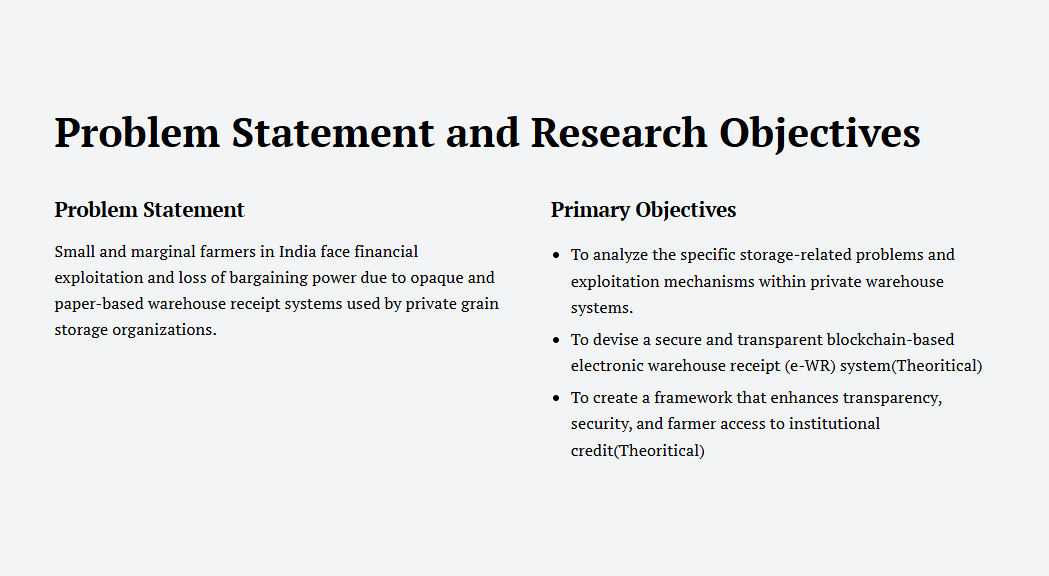 Problem Statement and Research Objectives
Problem Statement
Small and marginal farmers in India face financial
exploitation and loss of bargaining power due to opaque and
paper-based warehouse receipt systems used by private grain
storage organizations.
Primary Objectives
• To analyze the specific storage-related problems and
exploitation mechanisms within private warehouse
systems.
• To devise a secure and transparent blockchain-based
electronic warehouse receipt (e-WR) system(Theoritical)
• To create a framework that enhances transparency,
security, and farmer access to institutional
credit(Theoritical)